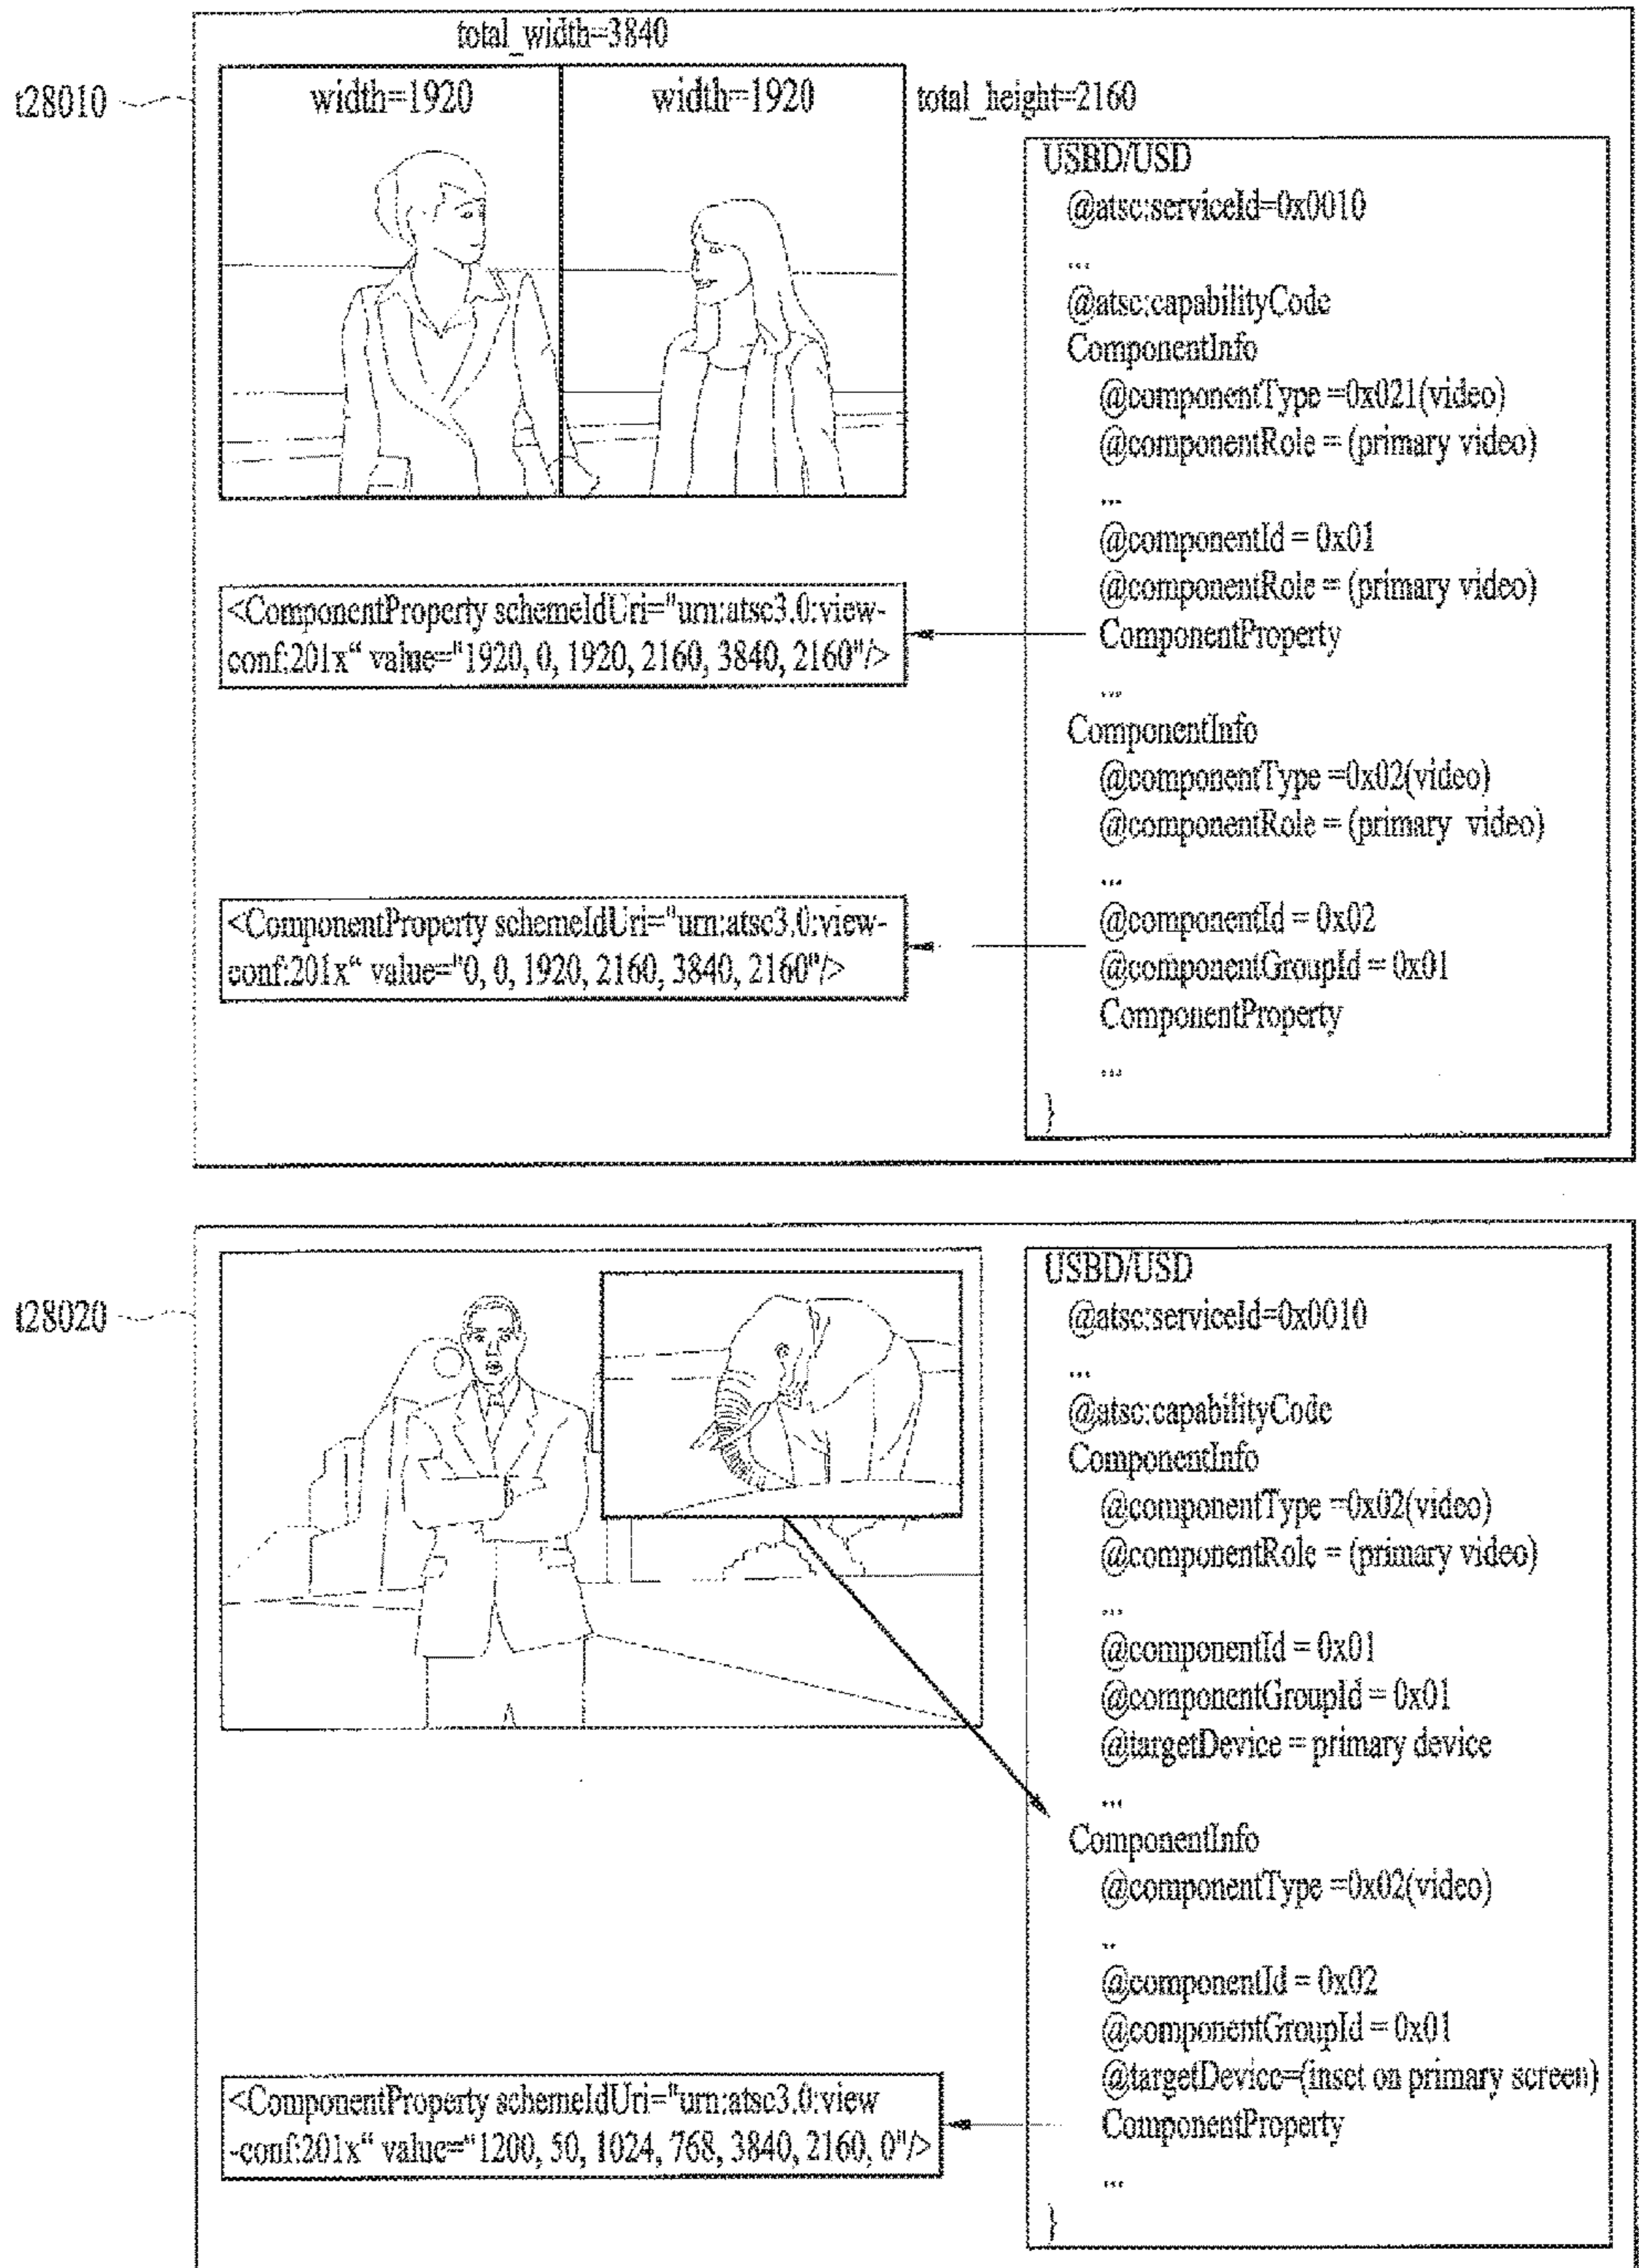 total_width=3840
t28010
width=1920
width=1920
total_height=2160
USBD/USD
@atsc:serviceId=0x0010
...
@atsc:capabilityCode
ComponentInfo
@componentType =0x021(video)
@componentRole = (primary video)
...
@componentId = 0x01
@componentRole = (primary video)
ComponentProperty
...
<ComponentProperty schemeIdUri="urn:atsc3.0:view-
conf:201x“ value="1920, 0, 1920, 2160, 3840, 2160"/>
ComponentInfo
@componentType =0x02(video)
@componentRole = (primary video)
...
@componentId = 0x02
@componentGroupId = 0x01
ComponentProperty
...
}
<ComponentProperty schemeIdUri="urn:atsc3.0:view-
conf:201x“ value="0, 0, 1920, 2160, 3840, 2160"/>
t28020
USBD/USD
@atsc:serviceId=0x0010
...
@atsc:capabilityCode
ComponentInfo
@componentType =0x02(video)
@componentRole = (primary video)
...
@componentId = 0x01
@componentGroupId = 0x01
@targetDevice = primary device
...
ComponentInfo
@componentType =0x02(video)
..
@componentId = 0x02
@componentGroupId = 0x01
@targetDevice=(inset on primary screen)
ComponentProperty
...
}
<ComponentProperty schemeIdUri="urn:atsc3.0:view
-conf:201x“ value=“1200, 50, 1024, 768, 3840, 2160, 0"/>